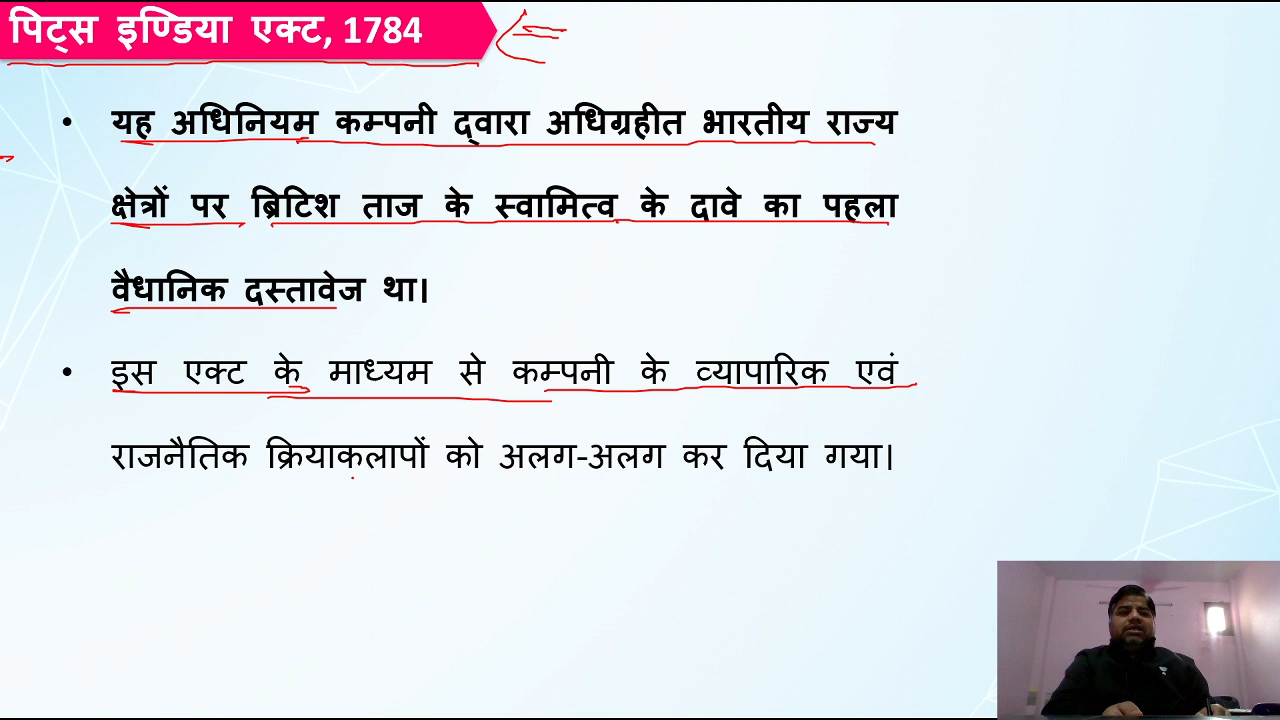 पिट्स इण्डिया एक्ट, 1784
• यह अधिनियम कम्पनी द्वारा अधिग्रहीत भारतीय राज्य
क्षेत्रों पर ब्रिटिश ताज के स्वामित्व के दावे का पहला
वैधानिक दस्तावेज था।
• इस एक्ट के माध्यम से कम्पनी के व्यापारिक एवं
राजनैतिक क्रियाकलापों को अलग-अलग कर दिया गया।